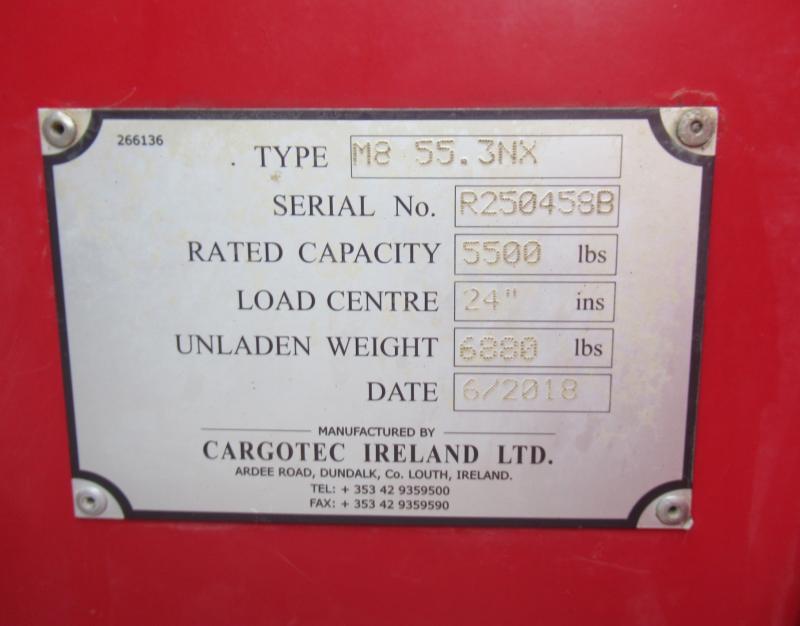 266136
. TYPE M8 55.3NX
SERIAL No. R250458B
RATED CAPACITY 5500 lbs
LOAD CENTRE 24" ins
UNLADEN WEIGHT 6880 lbs
DATE 6/2018
MANUFACTURED BY
CARGOTEC IRELAND LTD.
ARDEE ROAD, DUNDALK, Co. LOUTH, IRELAND.
TEL: + 353 42 9359500
FAX: + 353 42 9359590